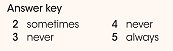 Answer key
2 sometimes 4 never
3 never 5 always